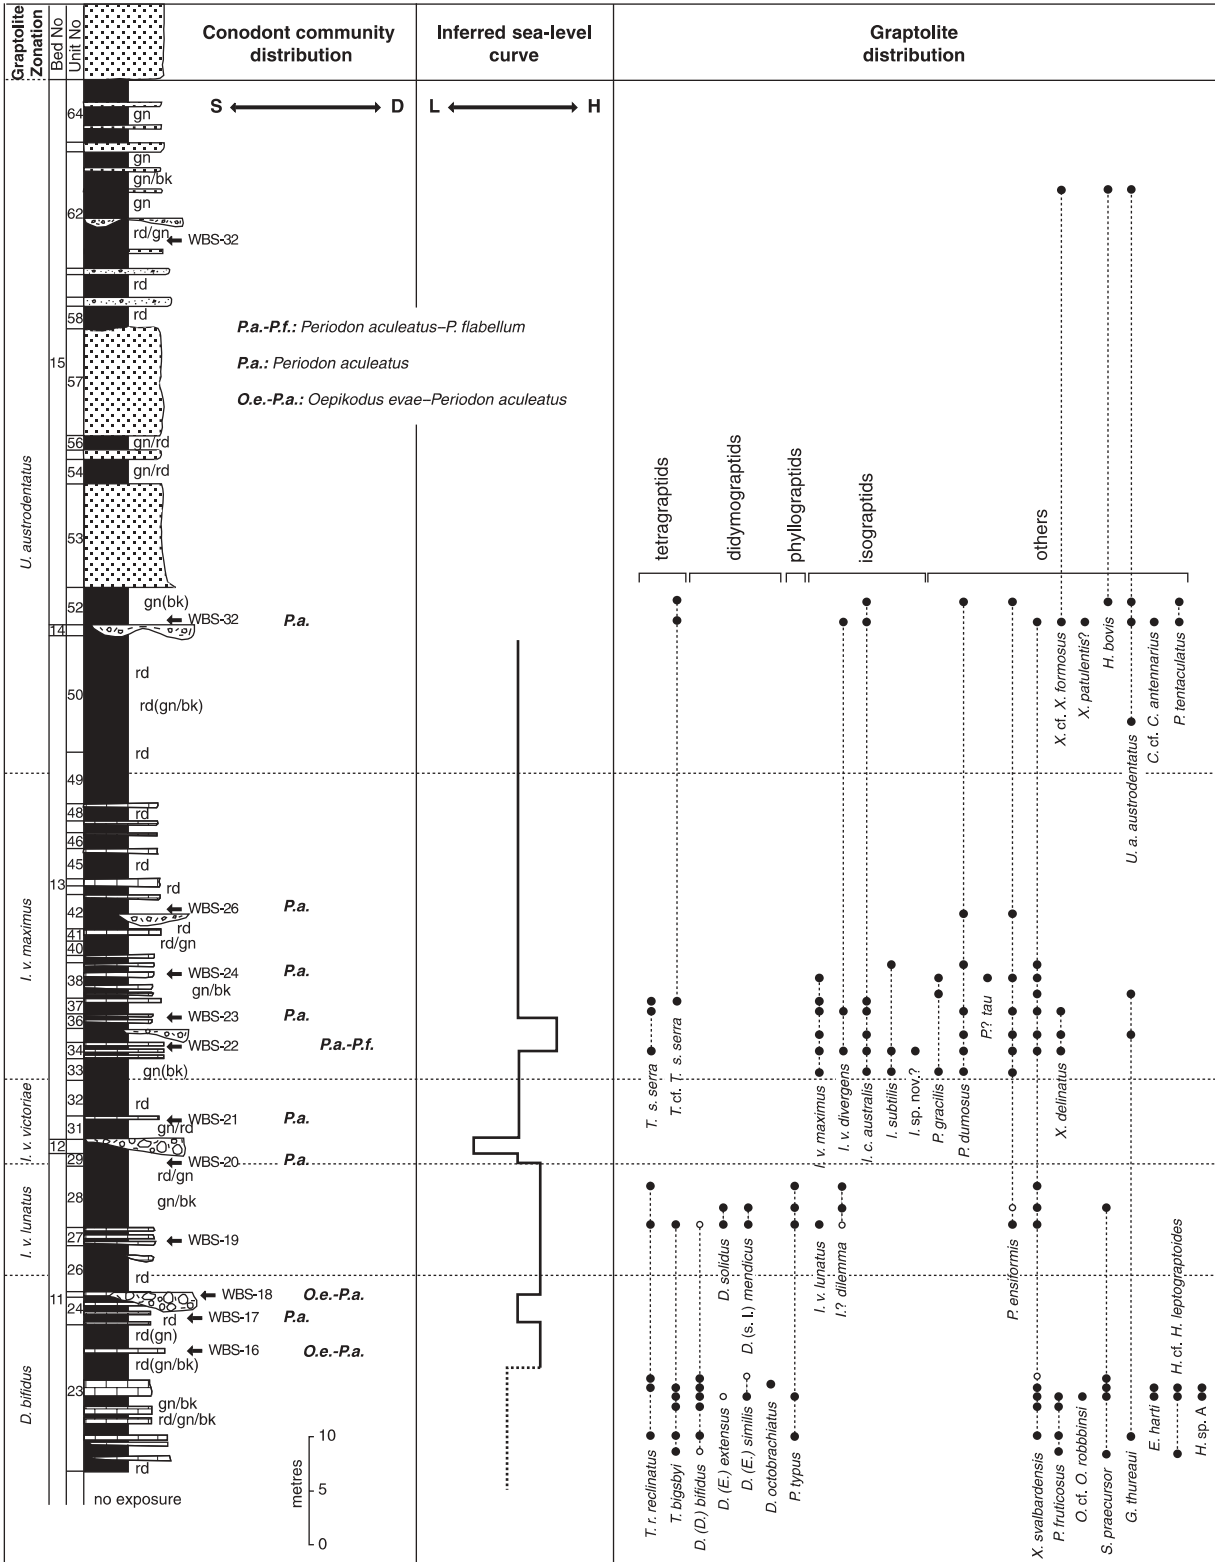 Graptolite Zonation
Bed No
Unit No
Conodont community distribution
Inferred sea-level curve
Graptolite distribution
S D
L H
64
gn
gn
gn/bk
62
gn
rd/gn
WBS-32
rd
58
rd
P.a.-P.f.: Periodon aculeatus–P. flabellum
15
57
P.a.: Periodon aculeatus
O.e.-P.a.: Oepikodus evae–Periodon aculeatus
56
gn/rd
54
gn/rd
U. austrodentatus
53
tetragraptids
didymograptids
phyllograptids
isograptids
others
52
gn(bk)
WBS-32
P.a.
14
rd
50
rd(gn/bk)
rd
X. cf. X. formosus
X. patulentis?
H. bovis
U. a. austrodentatus
C. cf. C. antennarius
P. tentaculatus
49
48
rd
46
45
rd
13
rd
42
WBS-26
P.a.
I. v. maximus
41
rd
40
rd/gn
38
WBS-24
P.a.
gn/bk
37
36
WBS-23
P.a.
34
WBS-22
P.a.-P.f.
33
gn(bk)
T. s. serra
T. cf. T. s. serra
I. v. maximus
I. v. divergens
I. c. australis
I. subtilis
I. sp. nov.?
P. gracilis
P. dumosus
P.? tau
X. delinatus
I. v. victoriae
32
rd
31
WBS-21
P.a.
gn/rd
12
29
WBS-20
P.a.
rd/gn
I. v. lunatus
28
gn/bk
27
WBS-19
26
rd
D. solidus
D. (s. l.) mendicus
I. v. lunatus
I.? dilemma
P. ensiformis
11
WBS-18
O.e.-P.a.
24
WBS-17
P.a.
rd
rd(gn)
WBS-16
O.e.-P.a.
rd(gn/bk)
D. bifidus
23
gn/bk
rd/gn/bk
rd
no exposure
10
5
0
metres
T. r. reclinatus
T. bigsbyi
D. (D.) bifidus
D. (E.) extensus
D. (E.) similis
D. octobrachiatus
P. typus
X. svalbardensis
P. fruticosus
O. cf. O. robbbinsi
S. praecursor
G. thureaui
E. harti
H. cf. H. leptograptoides
H. sp. A